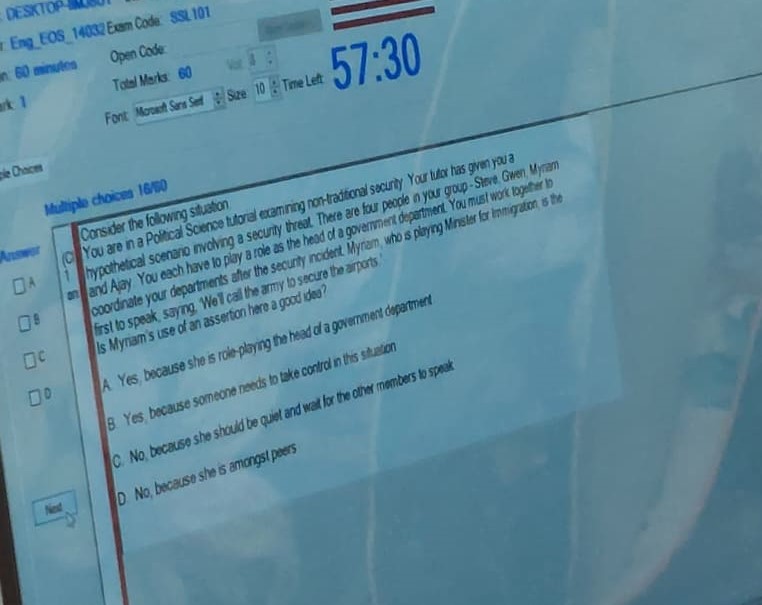 DESKTOP-
Eng_EOS_14032 Exam Code: SSL101
60 minutes Open Code:
Total Marks: 60
1
Font: Microsoft Sans Serif Size: 10 Time Left: 57:30
Multiple choices 16/60
Answer
A
B
C
D
Next
Consider the following situation
You are in a Political Science tutorial examining non-traditional security. Your tutor has given you a
hypothetical scenario involving a security threat. There are four people in your group - Steve, Gwen, Myriam
and Ajay. You each have to play a role as the head of a government department. You must work together to
coordinate your departments after the security incident. Myriam, who is playing Minister for Immigration, is the
first to speak, saying, 'We'll call the army to secure the airports.'
Is Myriam's use of an assertion here a good idea?
A. Yes, because she is role-playing the head of a government department
B. Yes, because someone needs to take control in this situation
C. No, because she should be quiet and wait for the other members to speak
D. No, because she is amongst peers